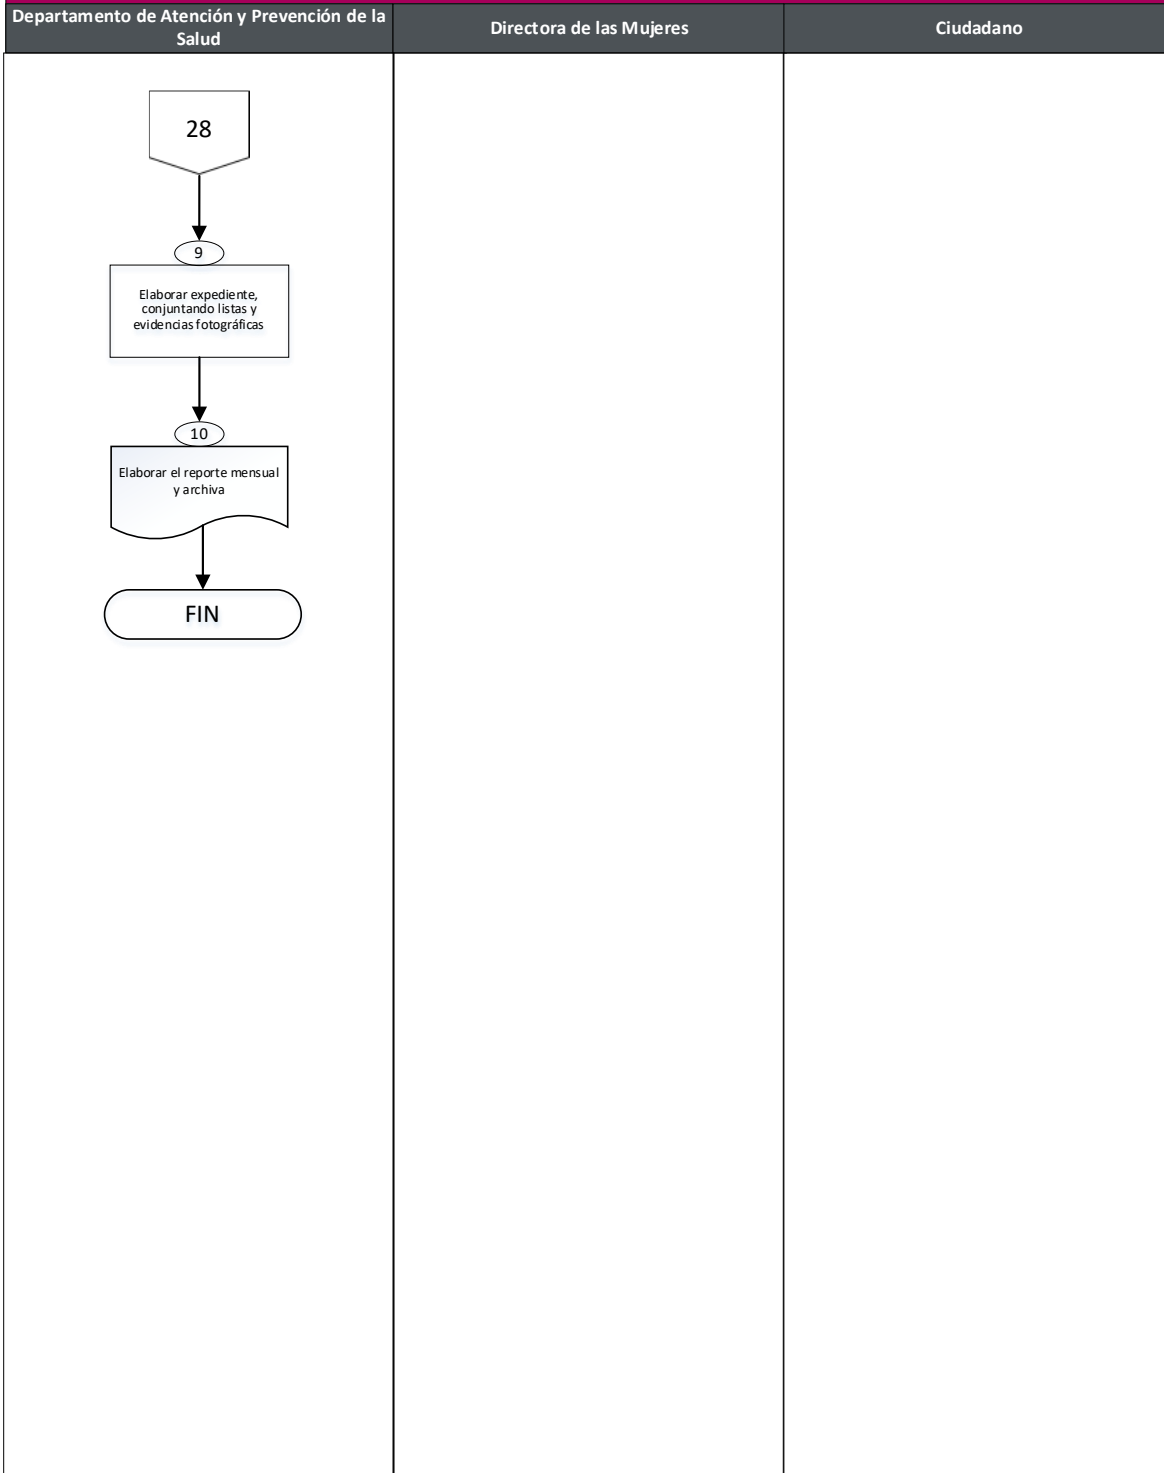 Departamento de Atención y Prevención de la
Salud
Directora de las Mujeres
Ciudadano
28
9
Elaborar expediente,
conjuntando listas y
evidencias fotográficas
10
Elaborar el reporte mensual
y archiva
FIN